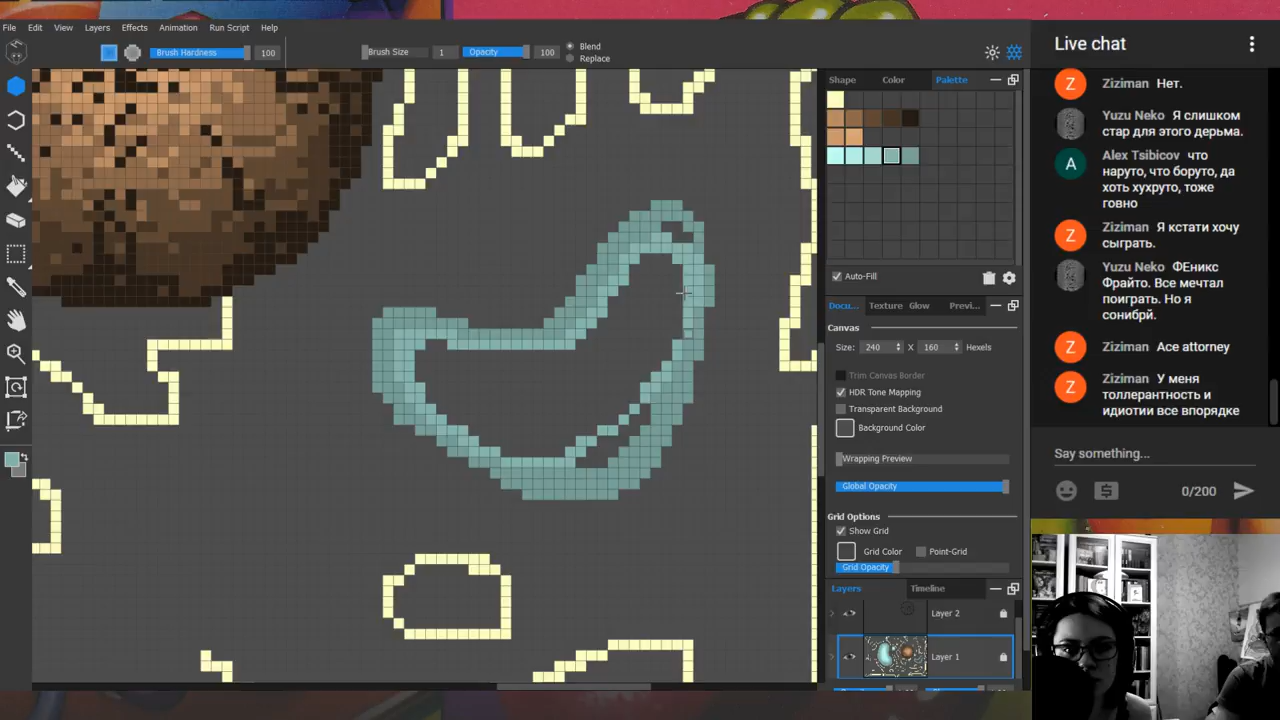 File Edit View Layers Effects Animation Run Script Help
Brush Hardness 100 Brush Size 1 Opacity 100 Blend
Replace
Shape Color Palette
Auto-Fill
Docu... Texture Glow Previ...
Canvas
Size: 240 X 160 Hexels
Trim Canvas Border
HDR Tone Mapping
Transparent Background
Background Color
Wrapping Preview
Global Opacity
Grid Options
Show Grid
Grid Color Point-Grid
Grid Opacity
Layers Timeline
Layer 2
Layer 1
Live chat
Z Ziziman Нет.
Yuzu Neko Я слишком
стар для этого дерьма.
A Alex Tsibicov что
наруто, что боруто, да
хоть хухруто, тоже
говно
Z Ziziman Я кстати хочу
сыграть.
Yuzu Neko ФЕникс
Фрайто. Все мечтал
поиграть. Но я
сонибрй.
Z Ziziman Ace attorney
Z Ziziman У меня
толлерантность и
идиотии все впорядке
Say something...
0/200